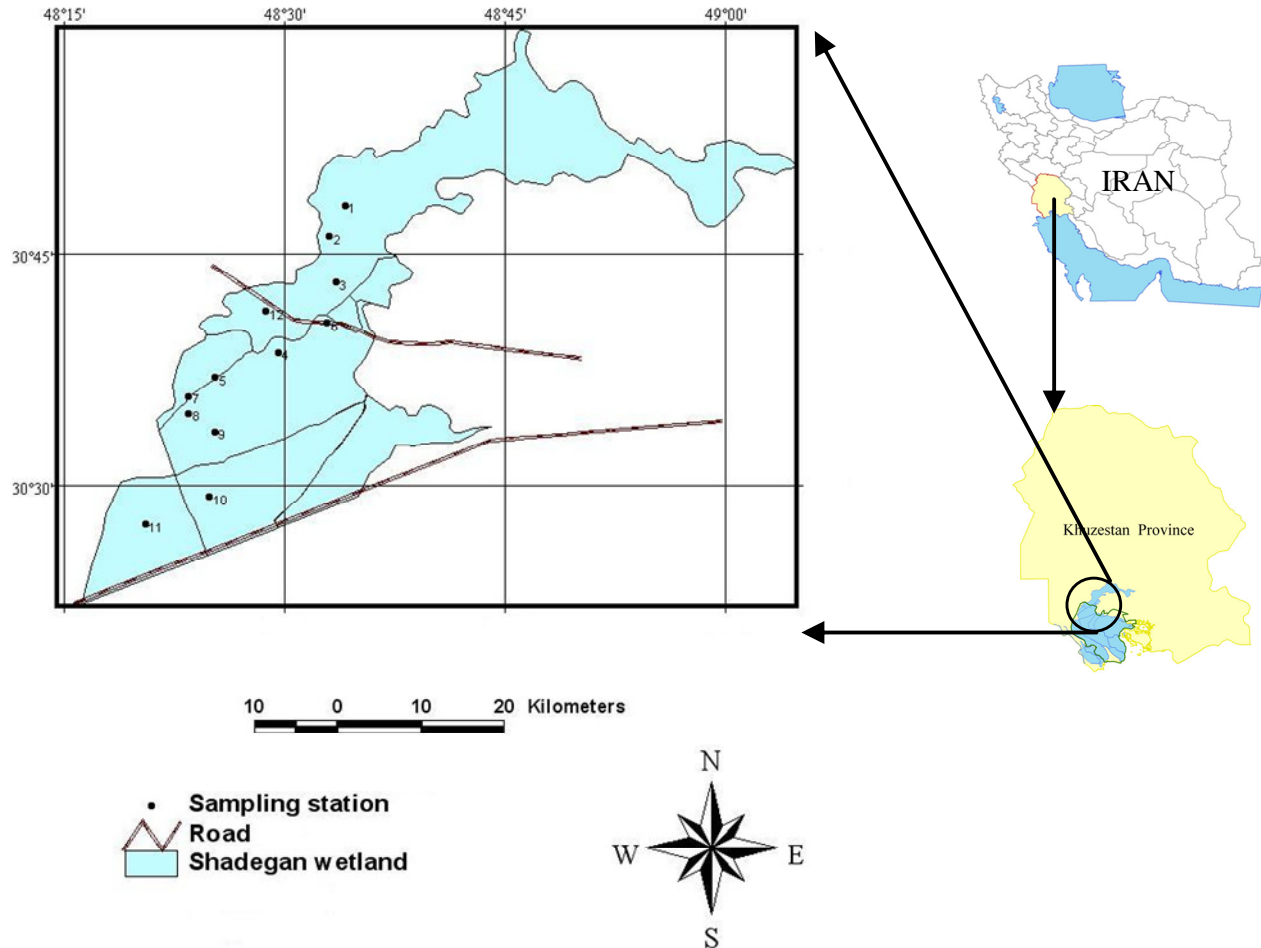 48°15' 48°30' 48°45' 49°00'
1
2
30°45'
3
12
6
4
5
7
8
9
30°30'
10
11
IRAN
Khuzestan Province
10 0 10 20 Kilometers
Sampling station
Road
Shadegan wetland
N
W E
S